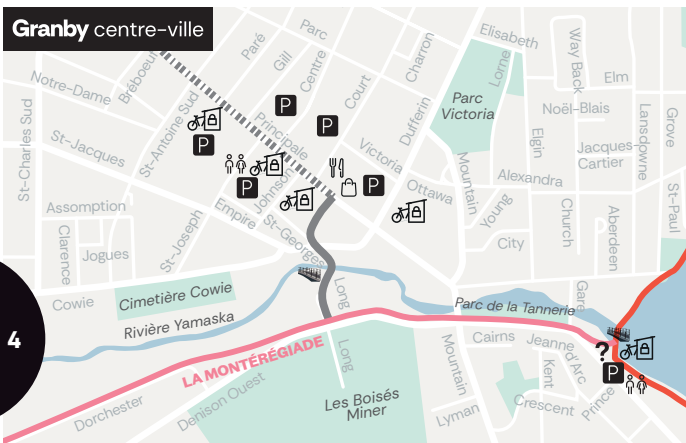 Granby centre-ville
Paré
Parc
Gill
Centre
Court
Charron
Elisabeth
Lorne
Way Back
Elm
Notre-Dame
Bréboeuf
St-Antoine Sud
St-Charles Sud
St-Jacques
Principale
Dufferin
Parc
Victoria
Noël-Blais
Elgin
Jacques-
Cartier
Lansdowne
Grove
P
P
P
P
P
Victoria
Ottawa
Mountain
Alexandra
Young
City
Church
Aberdeen
St-Paul
Johnson
Assomption
Empire
St-Georges
St-Joseph
Clarence
Jogues
Cowie
Cimetière Cowie
Rivière Yamaska
Long
Parc de la Tannerie
Gare
4
LA MONTÉRÉGIADE
Long
Mountain
Cairns
Jeanne
d'Arc
Kent
?
P
Dorchester
Denison Ouest
Les Boisés
Miner
Lyman
Crescent
Prince